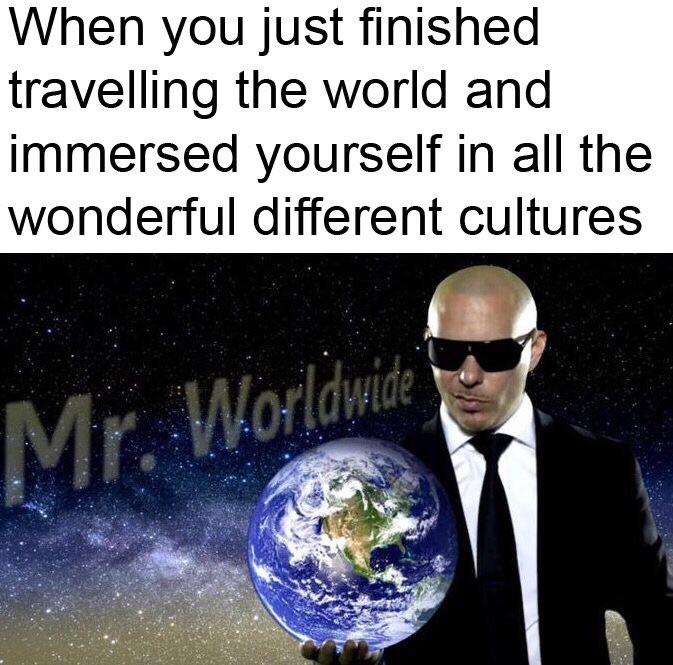 When you just finished
travelling the world and
immersed yourself in all the
wonderful different cultures
Mr. Worldwide